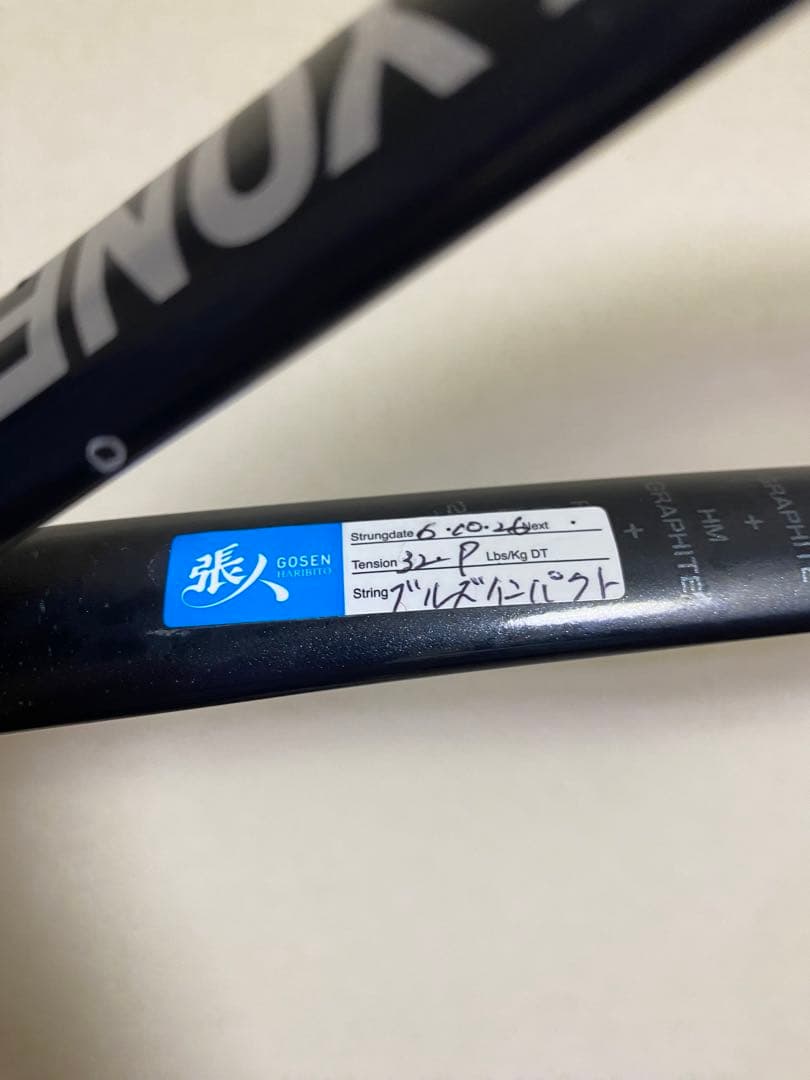 YONE
張人 GOSEN
HARIBITO
Strungdate 6.10.26 Next .
Tension 32 P Lbs/Kg DT
String ブルズインパクト
GRAPHITE
+
HM
+
GRAPHITE